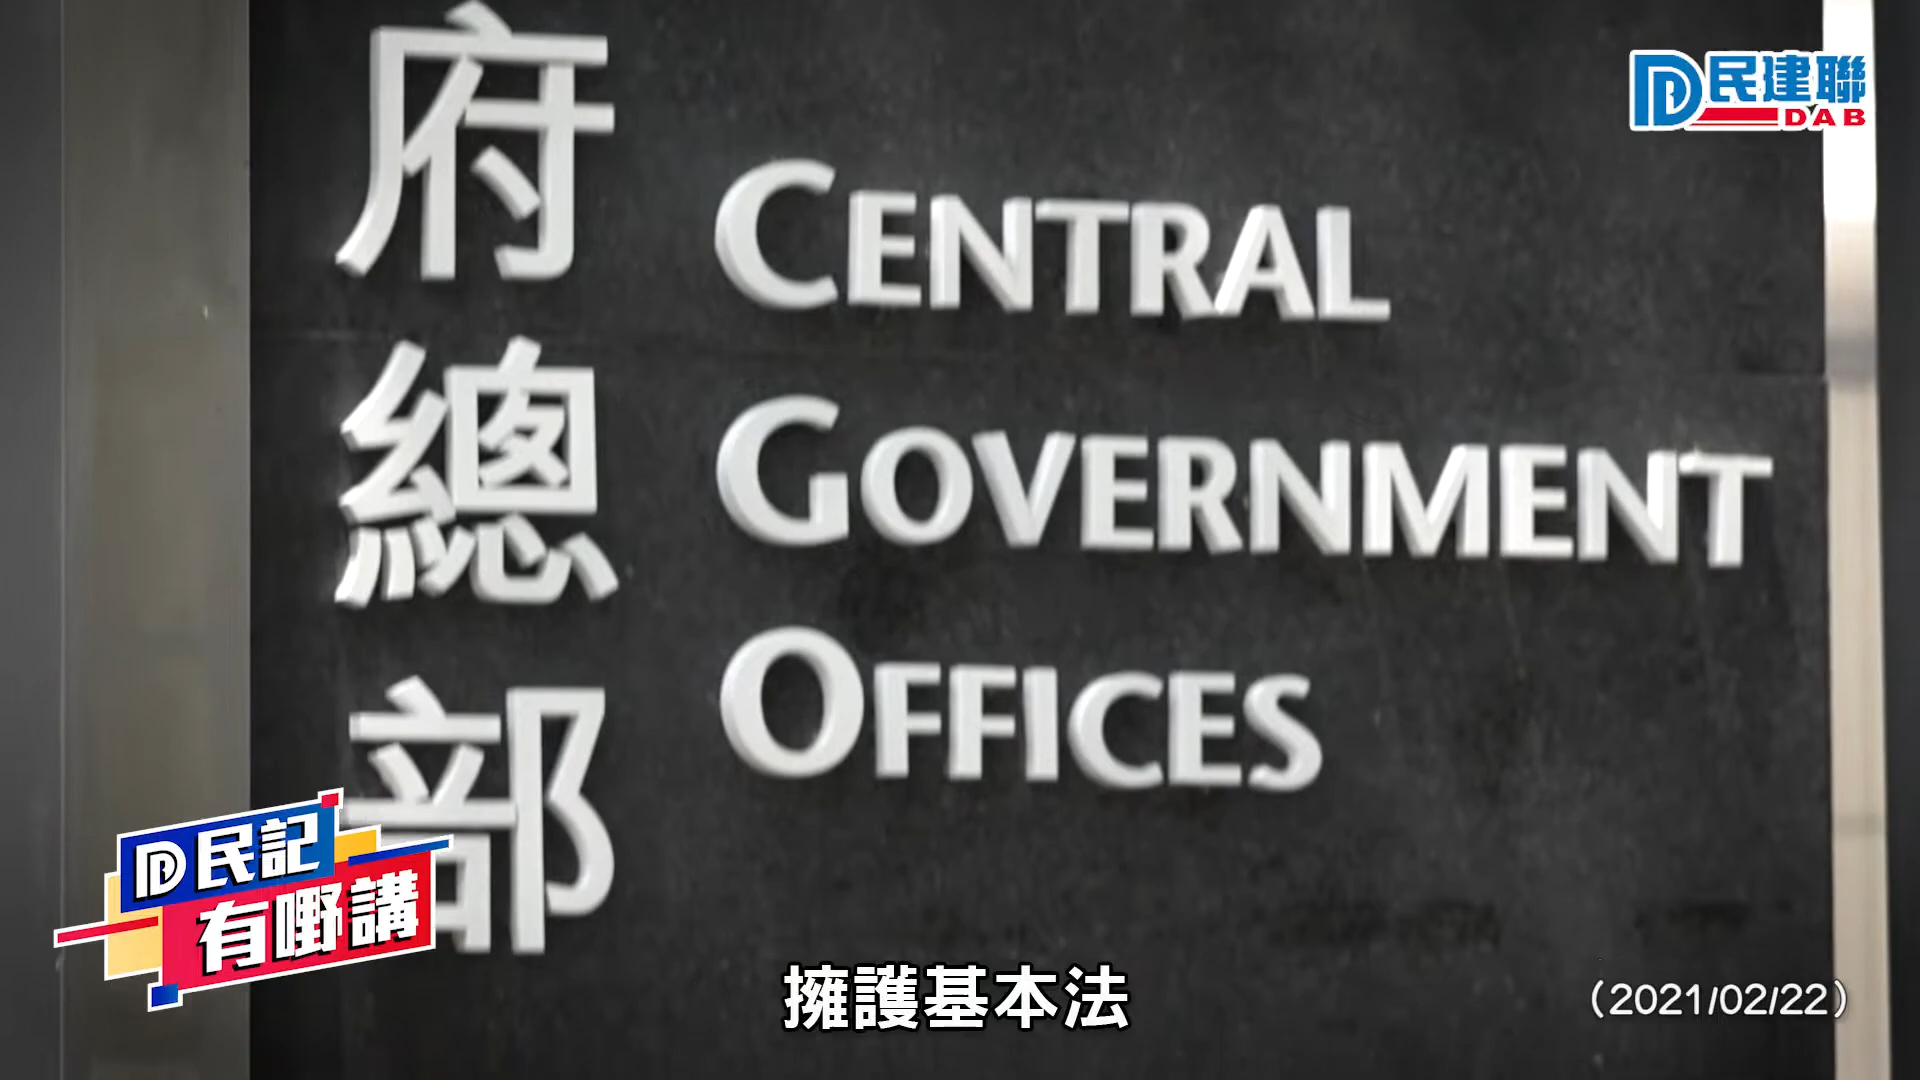 民建聯
DAB
府總部
CENTRAL
GOVERNMENT
OFFICES
民記
有嘢講
擁護基本法
(2021/02/22)